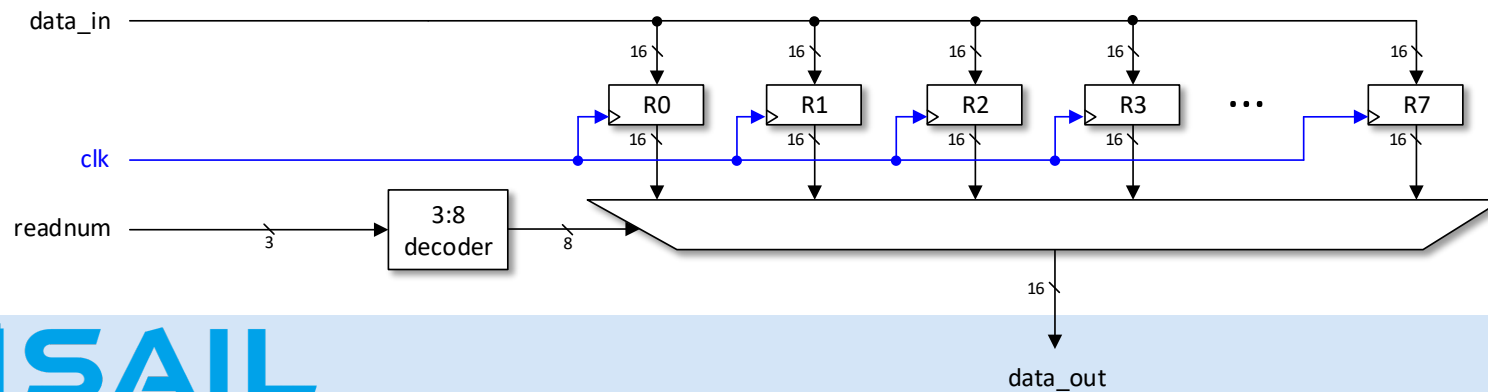 data_in
16 16 16 16 16
R0 R1 R2 R3 ... R7
16 16 16 16 16
clk
readnum
3
3:8
decoder
8
16
SAIL
data_out